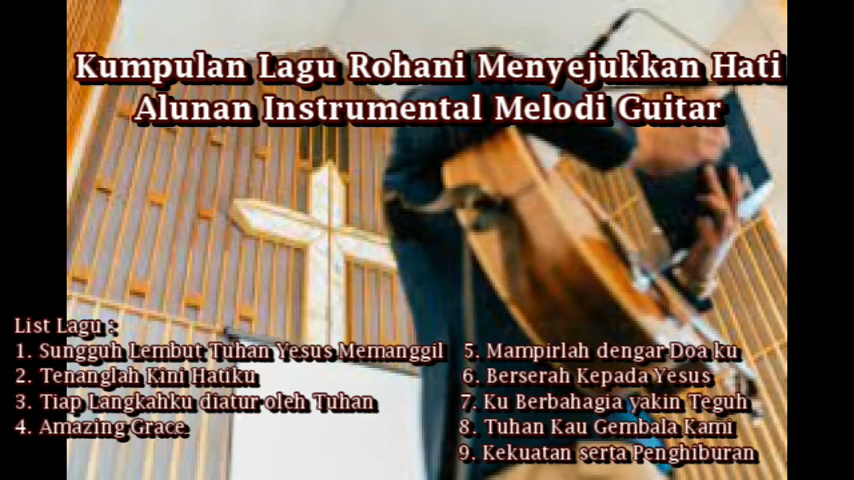 Kumpulan Lagu Rohani Menyejukkan Hati
Alunan Instrumental Melodi Guitar
List Lagu :
1. Sungguh Lembut Tuhan Yesus Memanggil
2. Tenanglah Kini Hatiku
3. Tiap Langkahku diatur oleh Tuhan
4. Amazing Grace
5. Mampirlah dengar Doa ku
6. Berserah Kepada Yesus
7. Ku Berbahagia yakin Teguh
8. Tuhan Kau Gembala Kami
9. Kekuatan serta Penghiburan